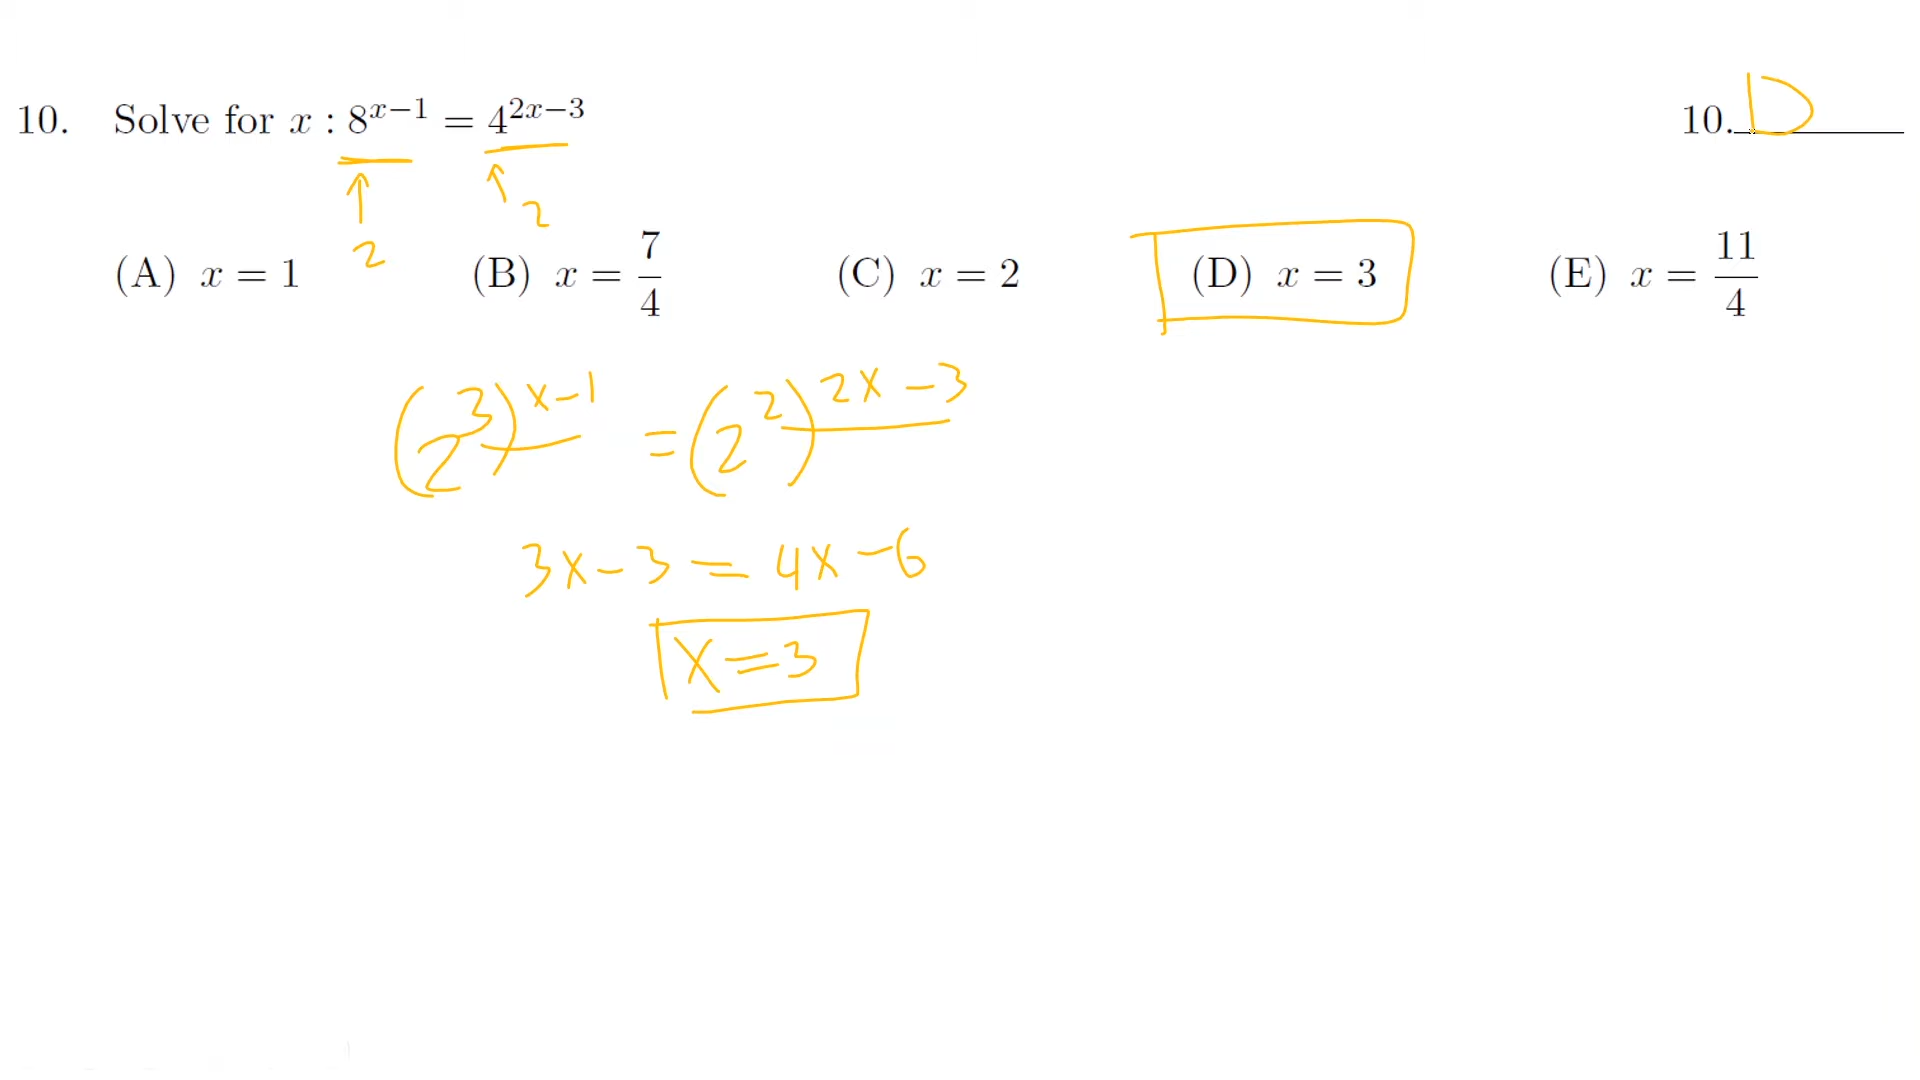 10. Solve for x : 8^{x−1} = 4^{2x−3} 10. D
2 2
(A) x = 1 (B) x = 7/4 (C) x = 2 (D) x = 3 (E) x = 11/4
(2^3)^{x-1} = (2^2)^{2x-3}
3x-3 = 4x-6
x=3